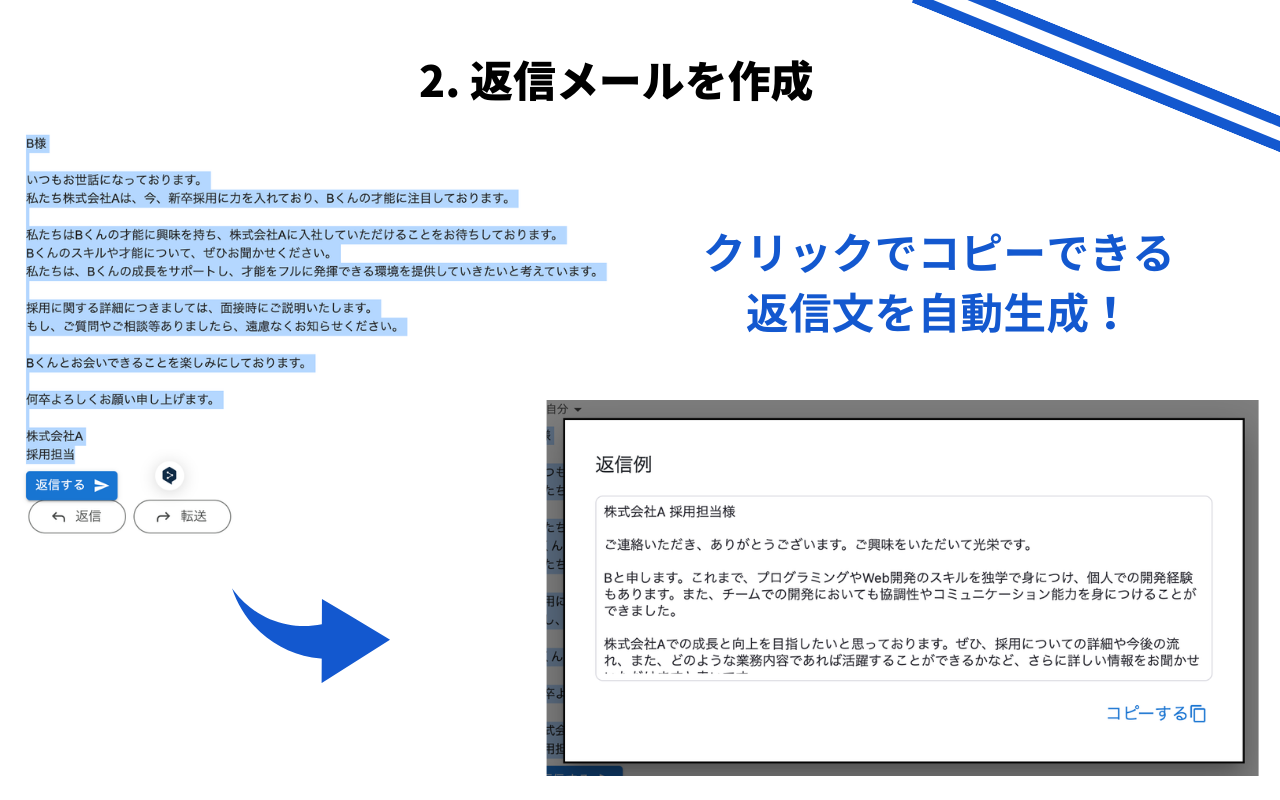 2. 返信メールを作成
B様
いつもお世話になっております。
私たち株式会社Aは、今、新卒採用に力を入れており、Bくんの才能に注目しております。
私たちはBくんの才能に興味を持ち、株式会社Aに入社していただけることをお待ちしております。
Bくんのスキルや才能について、ぜひお聞かせください。
私たちは、Bくんの成長をサポートし、才能をフルに発揮できる環境を提供していきたいと考えています。
採用に関する詳細につきましては、面接時にご説明いたします。
もし、ご質問やご相談等ありましたら、遠慮なくお知らせください。
Bくんとお会いできることを楽しみにしております。
何卒よろしくお願い申し上げます。
株式会社A
採用担当
返信する
返信
転送
クリックでコピーできる
返信文を自動生成！
自分
返信例
株式会社A 採用担当様
ご連絡いただき、ありがとうございます。ご興味をいただいて光栄です。
Bと申します。これまで、プログラミングやWeb開発のスキルを独学で身につけ、個人での開発経験
もあります。また、チームでの開発においても協調性やコミュニケーション能力を身につけることが
できました。
株式会社Aでの成長と向上を目指したいと思っております。ぜひ、採用についての詳細や今後の流
れ、また、どのような業務内容であれば活躍することができるかなど、さらに詳しい情報をお聞かせ
コピーする